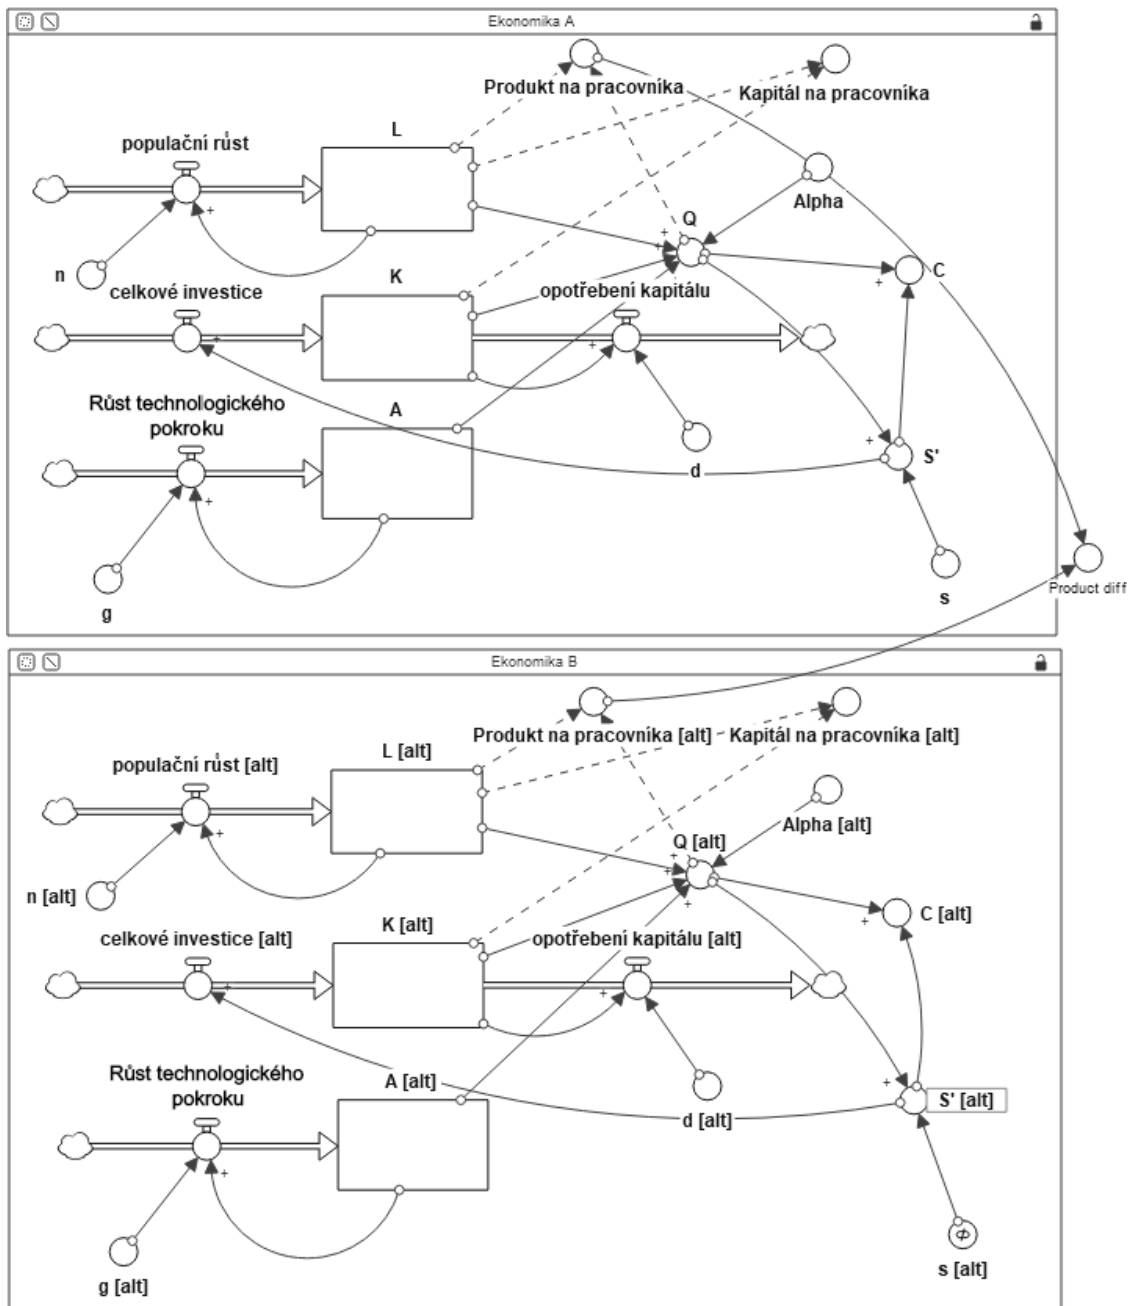 Ekonomika A
Produkt na pracovníka
Kapitál na pracovníka
L
populační růst
Alpha
Q
+
+
+
n
C
+
K
celkové investice
opotřebení kapitálu
+
+
Růst technologického
pokroku
A
+
S'
d
+
g
s
Product diff
Ekonomika B
Produkt na pracovníka [alt]
Kapitál na pracovníka [alt]
L [alt]
populační růst [alt]
Alpha [alt]
+
Q [alt]
+
+
n [alt]
+
C [alt]
+
K [alt]
celkové investice [alt]
opotřebení kapitálu [alt]
+
+
Růst technologického
pokroku
A [alt]
+
S' [alt]
d [alt]
+
g [alt]
s [alt]